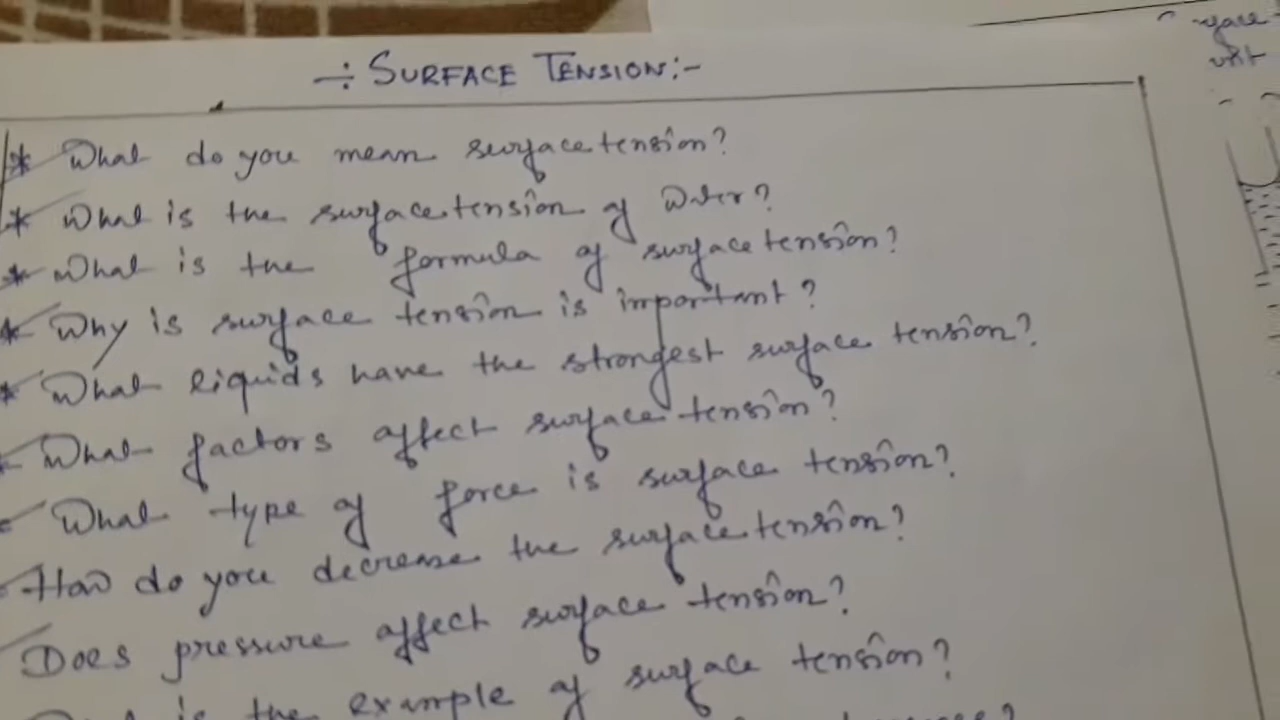 ÷ SURFACE TENSION:-
* What do you mean surface tension?
* What is the surface tension of Water?
* What is the formula of surface tension?
* Why is surface tension is important?
* What liquids have the strongest surface tension?
What factors affect surface tension?
What type of force is surface tension?
How do you decrease the surface tension?
Does pressure affect surface tension?
is the example of surface tension?